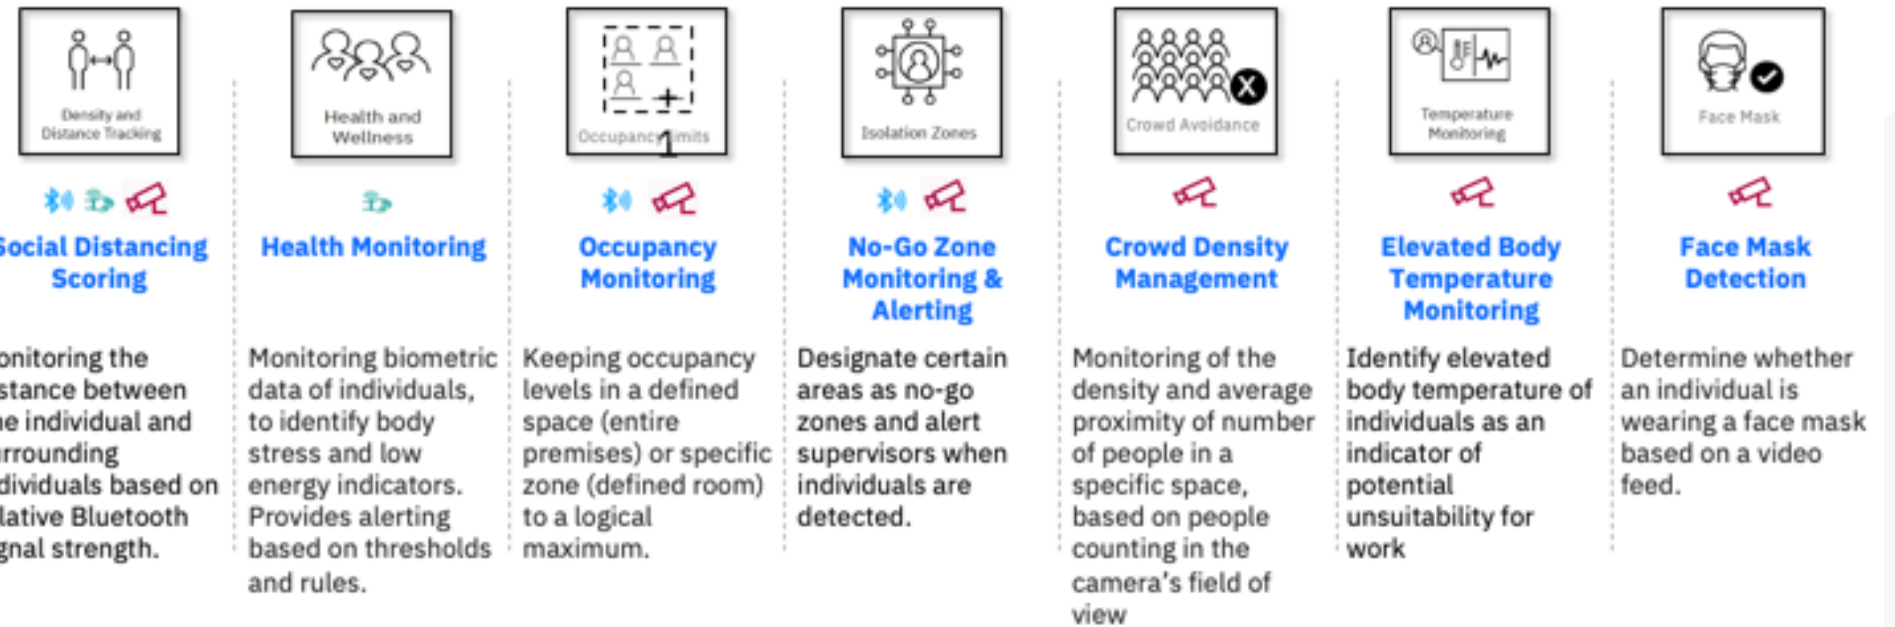 Density and
Distance Tracking
Social Distancing
Scoring
onitoring the
stance between
e individual and
rrounding
dividuals based on
lative Bluetooth
gnal strength.
Health and
Wellness
Health Monitoring
Monitoring biometric
data of individuals,
to identify body
stress and low
energy indicators.
Provides alerting
based on thresholds
and rules.
Occupancy Limits
1
Occupancy
Monitoring
Keeping occupancy
levels in a defined
space (entire
premises) or specific
zone (defined room)
to a logical
maximum.
Isolation Zones
No-Go Zone
Monitoring &
Alerting
Designate certain
areas as no-go
zones and alert
supervisors when
individuals are
detected.
X
Crowd Avoidance
Crowd Density
Management
Monitoring of the
density and average
proximity of number
of people in a
specific space,
based on people
counting in the
camera's field of
view
Temperature
Monitoring
Elevated Body
Temperature
Monitoring
Identify elevated
body temperature of
individuals as an
indicator of
potential
unsuitability for
work
Face Mask
Face Mask
Detection
Determine whether
an individual is
wearing a face mask
based on a video
feed.